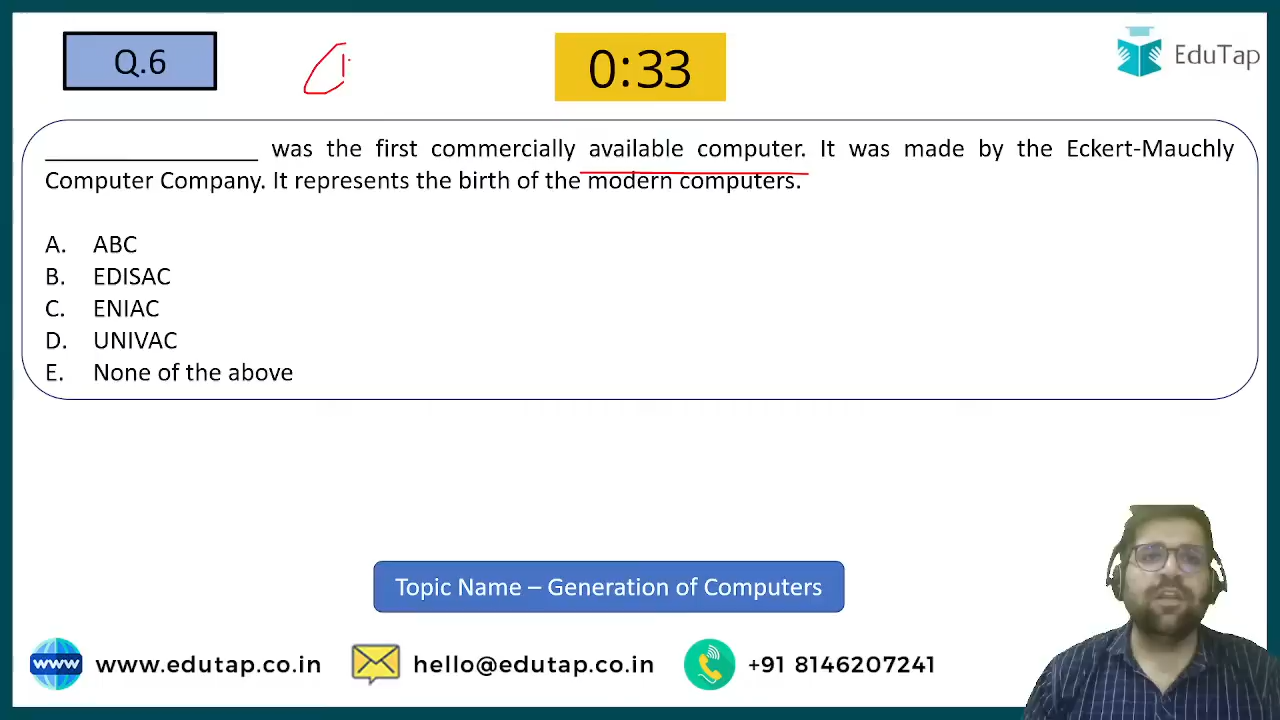 Q.6
0:33
EduTap
____________ was the first commercially available computer. It was made by the Eckert-Mauchly
Computer Company. It represents the birth of the modern computers.
A. ABC
B. EDISAC
C. ENIAC
D. UNIVAC
E. None of the above
Topic Name – Generation of Computers
www www.edutap.co.in hello@edutap.co.in +91 8146207241